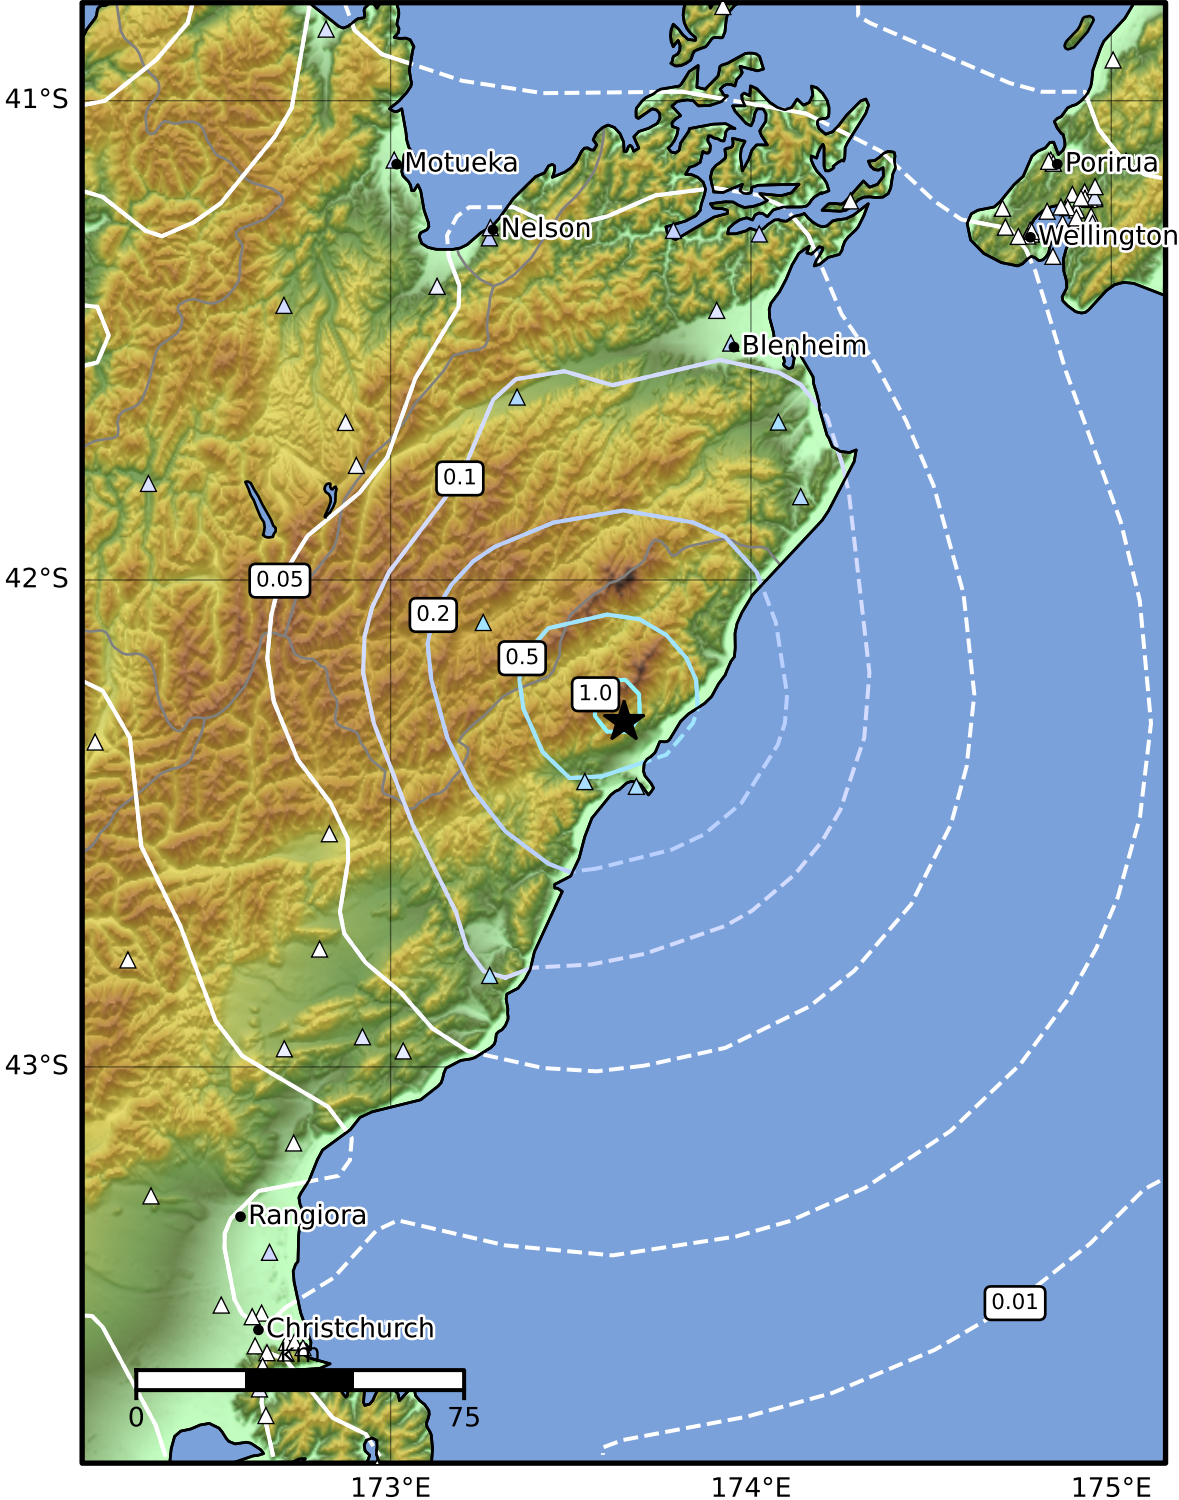 41°S
Motueka
Porirua
Nelson
Wellington
Blenheim
0.1
42°S
0.05
0.2
0.5
1.0
43°S
Rangiora
0.01
Christchurch
km
0
75
173°E
174°E
175°E